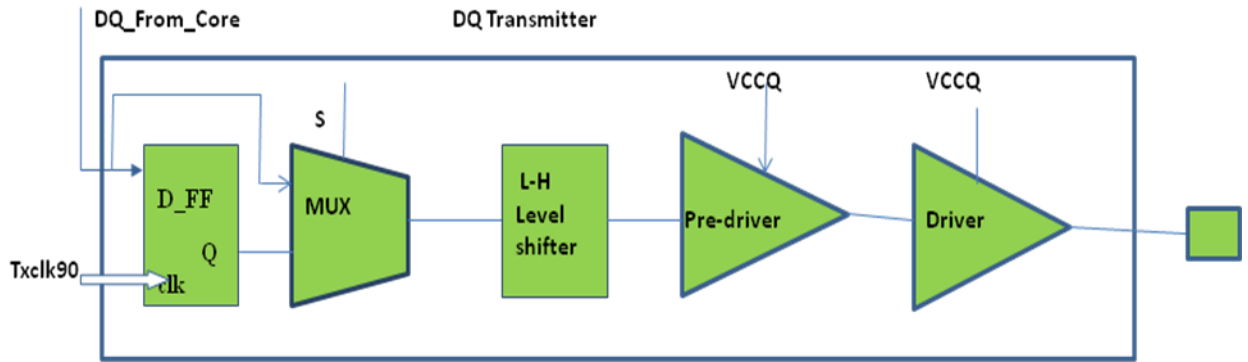 DQ_From_Core
DQ Transmitter
VCCQ
VCCQ
S
D_FF
MUX
L-H
Level
shifter
Pre-driver
Driver
Q
Txclk90
clk